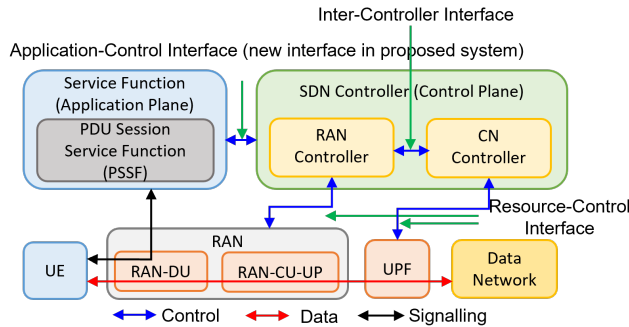 Inter-Controller Interface
Application-Control Interface (new interface in proposed system)
Service Function
(Application Plane)
PDU Session
Service Function
(PSSF)
SDN Controller (Control Plane)
RAN
Controller
CN
Controller
Resource-Control
Interface
RAN
UE
RAN-DU
RAN-CU-UP
UPF
Data
Network
Control
Data
Signalling